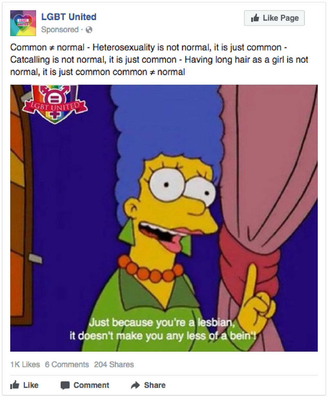 LGBT United
Sponsored ·
Like Page
Common ≠ normal - Heterosexuality is not normal, it is just common -
Catcalling is not normal, it is just common - Having long hair as a girl is not
normal, it is just common common ≠ normal
LGBT UNITED
Just because you're a lesbian,
it doesn't make you any less of a bein'!
1K Likes 6 Comments 204 Shares
Like Comment Share